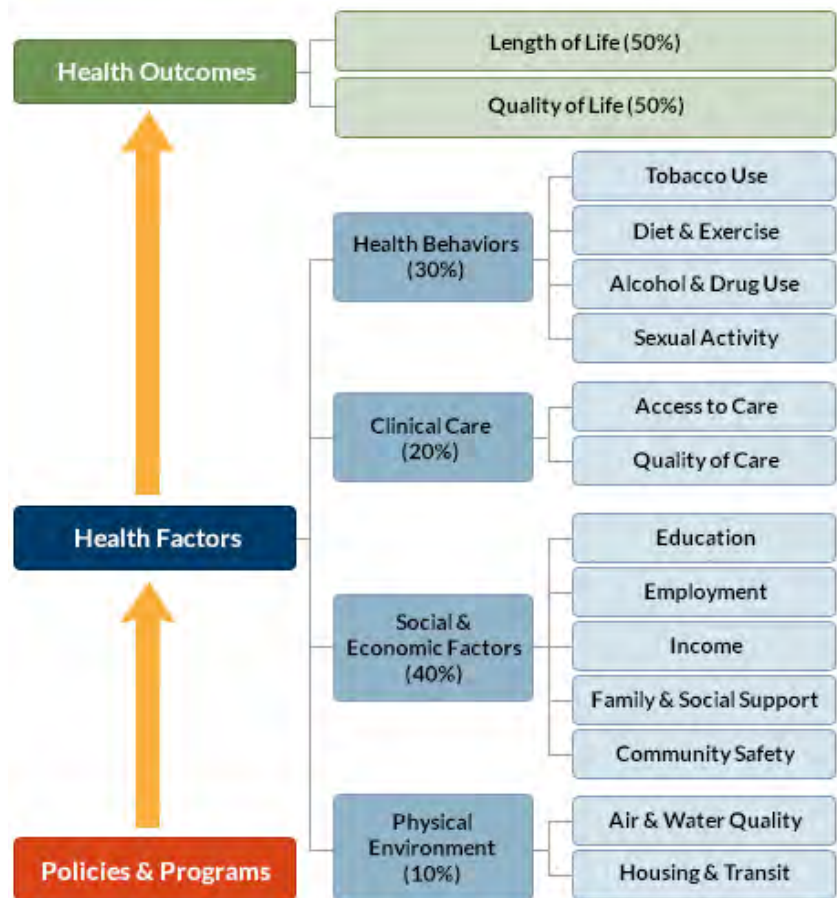 Health Outcomes
Length of Life (50%)
Quality of Life (50%)
Health Factors
Health Behaviors
(30%)
Tobacco Use
Diet & Exercise
Alcohol & Drug Use
Sexual Activity
Clinical Care
(20%)
Access to Care
Quality of Care
Social &
Economic Factors
(40%)
Education
Employment
Income
Family & Social Support
Community Safety
Physical
Environment
(10%)
Air & Water Quality
Housing & Transit
Policies & Programs